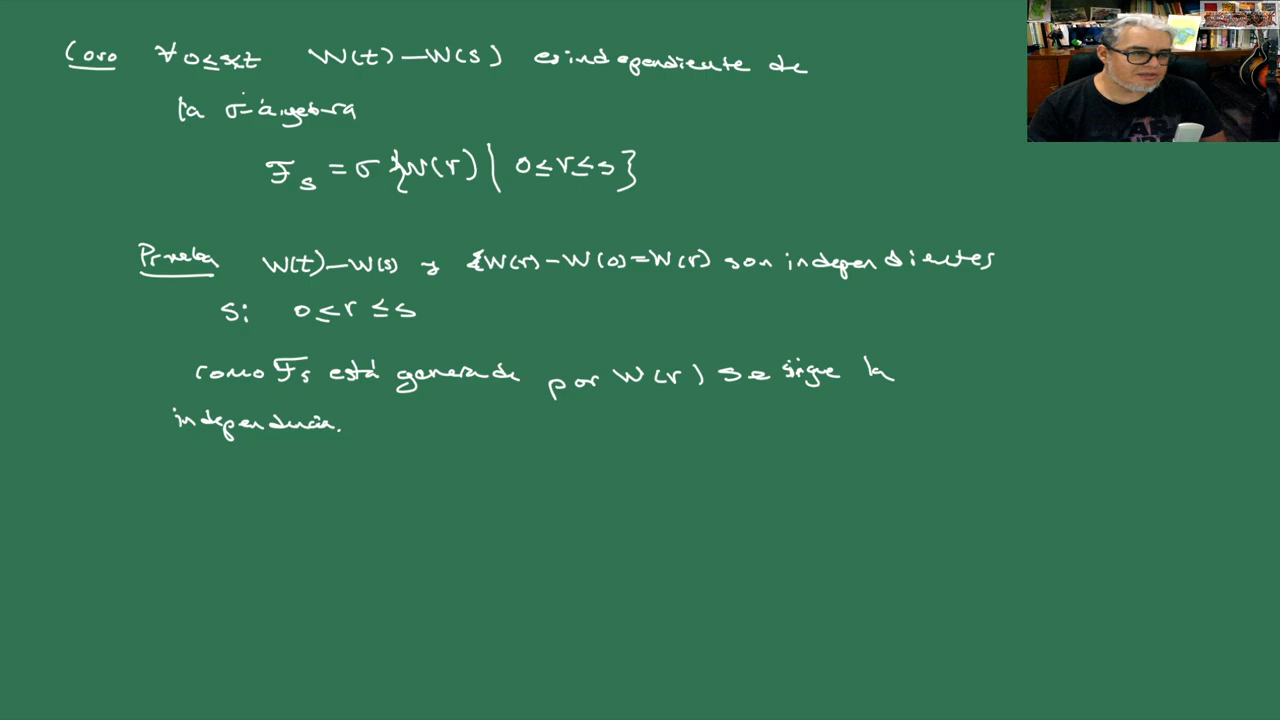 Coro ∀ 0≤s<t W(t)-W(s) es independiente de
la σ-álgebra
F_s = σ{W(r) | 0≤r≤s}
Prueba W(t)-W(s) y {W(r)-W(0)=W(r) son independientes
si 0≤r≤s
como F_s está generada por W(r) se sigue la
independencia.